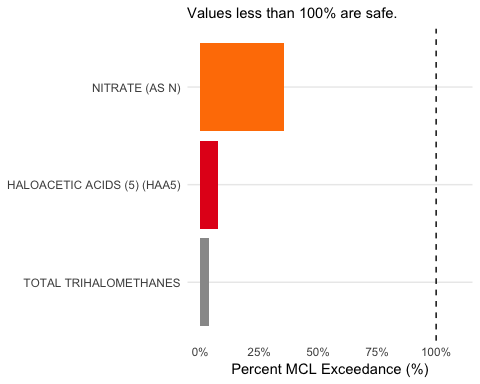 Values less than 100% are safe.
NITRATE (AS N)
HALOACETIC ACIDS (5) (HAA5)
TOTAL TRIHALOMETHANES
0% 25% 50% 75% 100%
Percent MCL Exceedance (%)